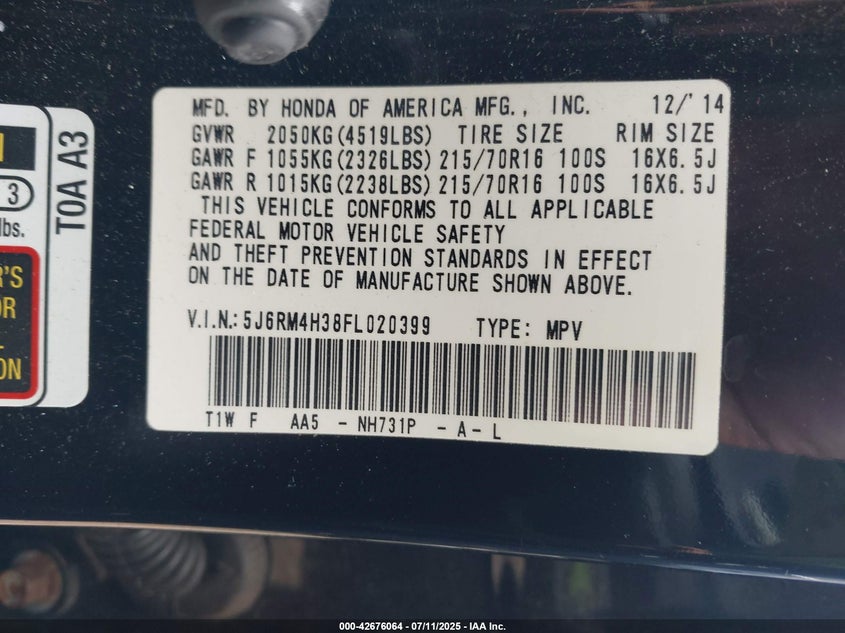 MFD. BY HONDA OF AMERICA MFG., INC. 12/'14
GVWR 2050KG(4519LBS) TIRE SIZE RIM SIZE
GAWR F 1055KG(2326LBS) 215/70R16 100S 16X6.5J
GAWR R 1015KG(2238LBS) 215/70R16 100S 16X6.5J
THIS VEHICLE CONFORMS TO ALL APPLICABLE
FEDERAL MOTOR VEHICLE SAFETY
AND THEFT PREVENTION STANDARDS IN EFFECT
ON THE DATE OF MANUFACTURE SHOWN ABOVE.
V.I.N.: 5J6RM4H38FL020399 TYPE: MPV
T1W F AA5 - NH731P - A - L
TOA A3
3
lbs.
000-42676064 - 07/11/2025 - IAA Inc.